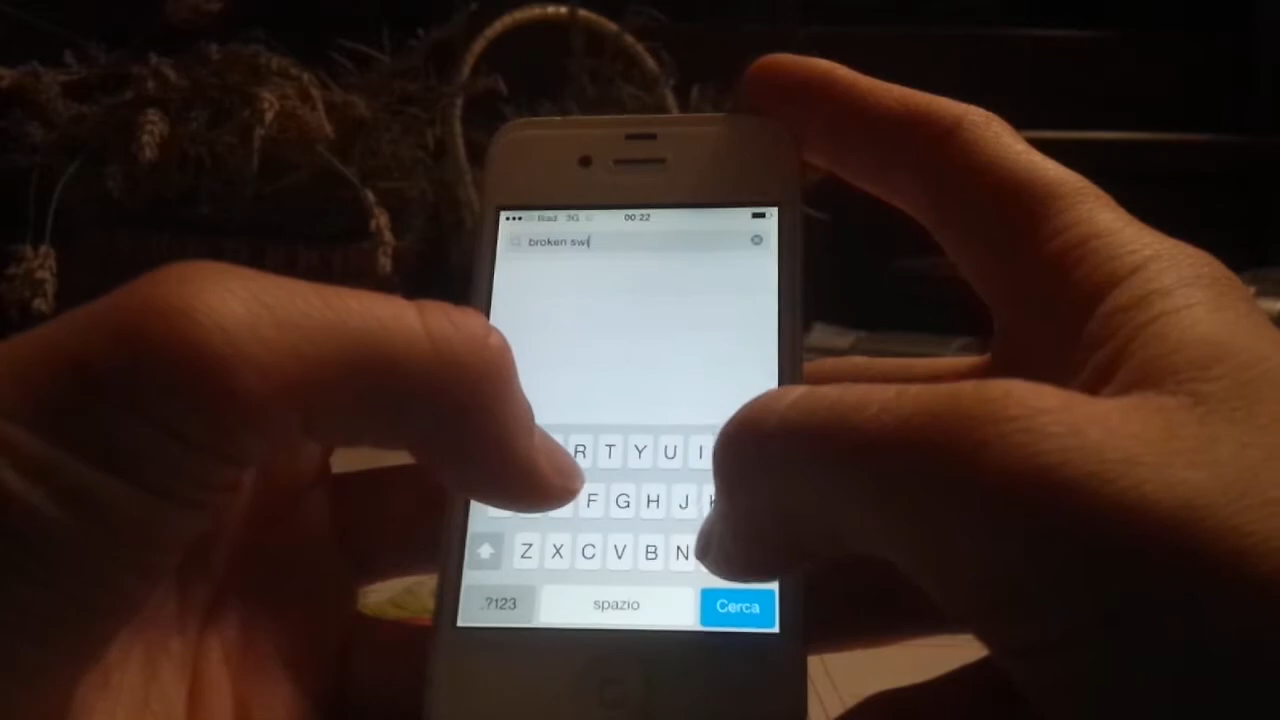 Iliad 3G 00:22
broken swi
R T Y U I
F G H J
Z X C V B N
.?123 spazio Cerca